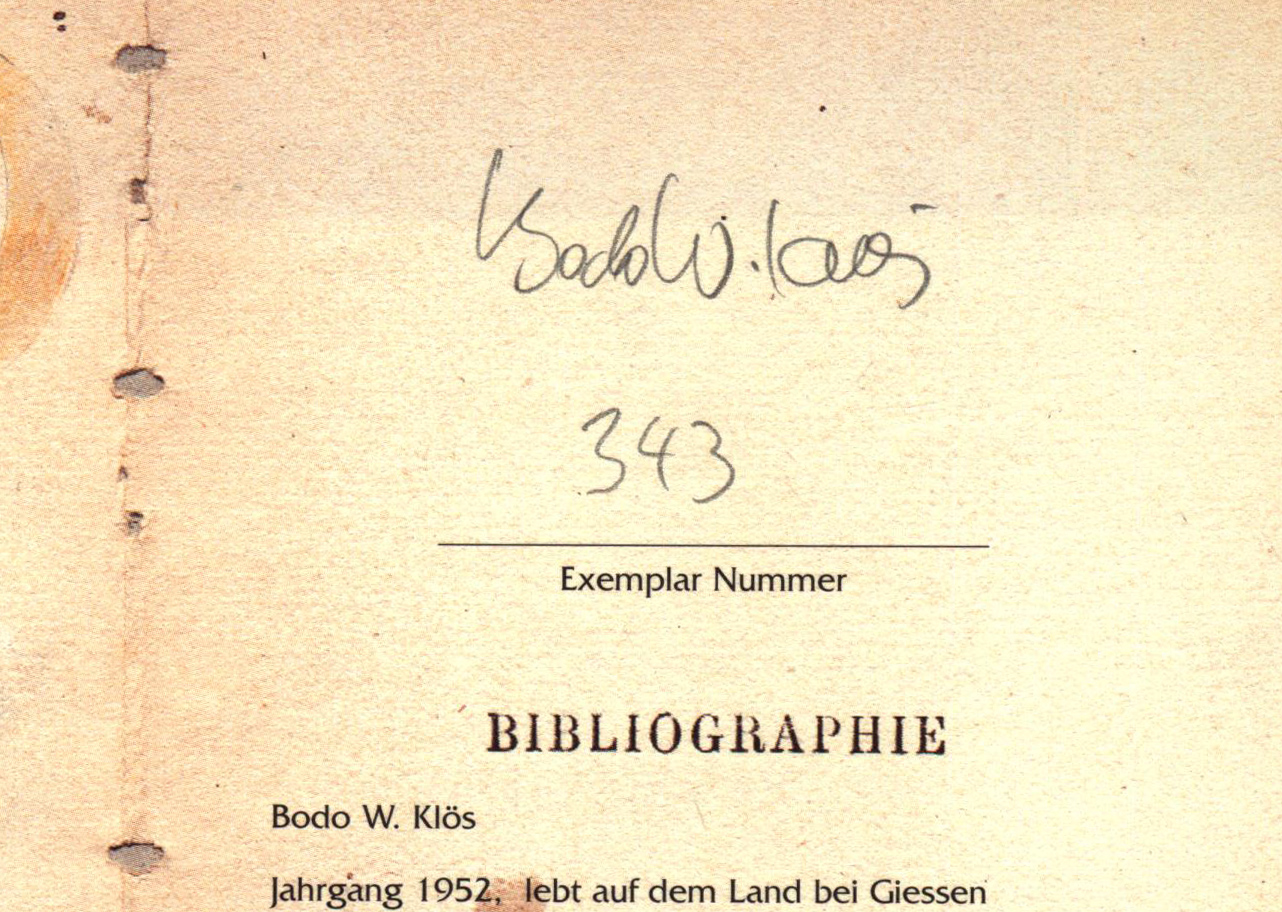 Bodo W. Klös
343
Exemplar Nummer
BIBLIOGRAPHIE
Bodo W. Klös
Jahrgang 1952, lebt auf dem Land bei Giessen